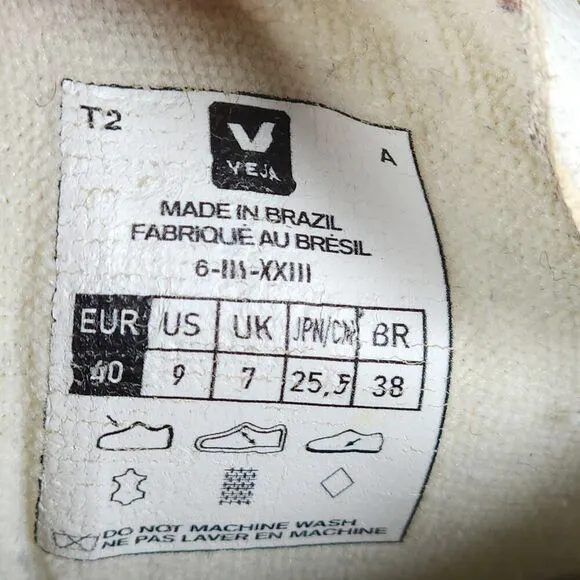 T2
V
VEJA
A
MADE IN BRAZIL
FABRIQUÉ AU BRÉSIL
6-III-XXIII
EUR US UK JPN/CN BR
40 9 7 25,5 38
DO NOT MACHINE WASH
NE PAS LAVER EN MACHINE